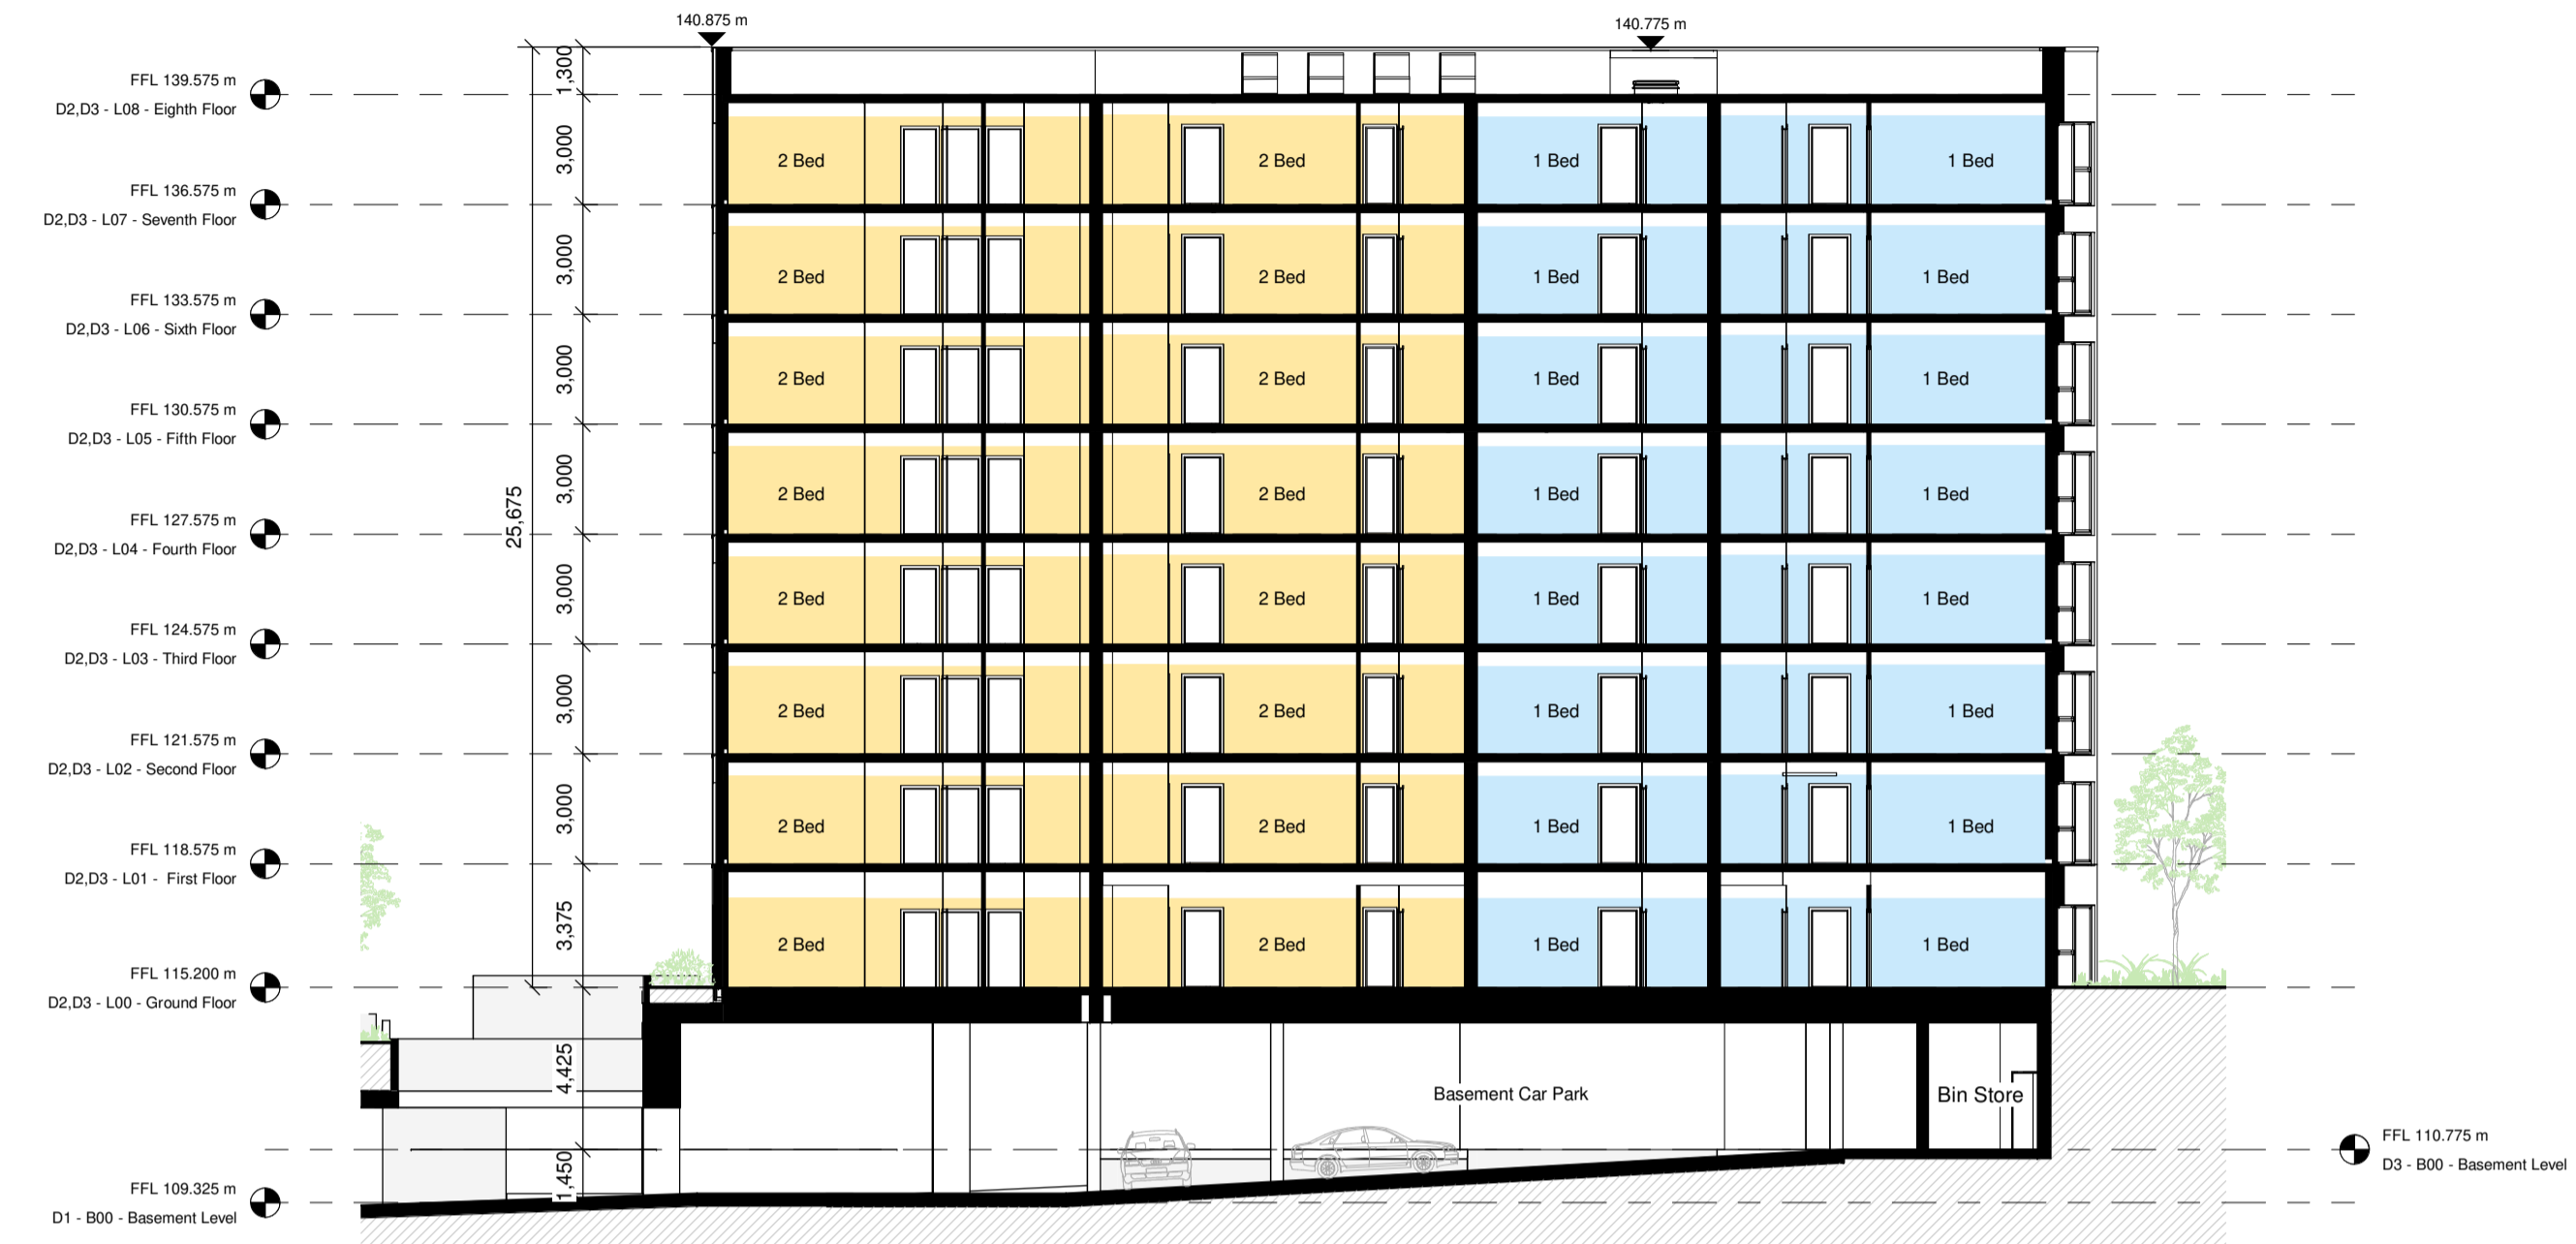 140.875 m
140.775 m
1,300
FFL 139.575 m
D2,D3 - L08 - Eighth Floor
3,000
2 Bed
2 Bed
1 Bed
1 Bed
FFL 136.575 m
D2,D3 - L07 - Seventh Floor
3,000
2 Bed
2 Bed
1 Bed
1 Bed
FFL 133.575 m
D2,D3 - L06 - Sixth Floor
3,000
2 Bed
2 Bed
1 Bed
1 Bed
FFL 130.575 m
D2,D3 - L05 - Fifth Floor
3,000
2 Bed
2 Bed
1 Bed
1 Bed
25,675
FFL 127.575 m
D2,D3 - L04 - Fourth Floor
3,000
2 Bed
2 Bed
1 Bed
1 Bed
FFL 124.575 m
D2,D3 - L03 - Third Floor
3,000
2 Bed
2 Bed
1 Bed
1 Bed
FFL 121.575 m
D2,D3 - L02 - Second Floor
3,000
2 Bed
2 Bed
1 Bed
1 Bed
FFL 118.575 m
D2,D3 - L01 - First Floor
3,375
2 Bed
2 Bed
1 Bed
1 Bed
FFL 115.200 m
D2,D3 - L00 - Ground Floor
4,425
Basement Car Park
Bin Store
FFL 110.775 m
D3 - B00 - Basement Level
1,450
FFL 109.325 m
D1 - B00 - Basement Level